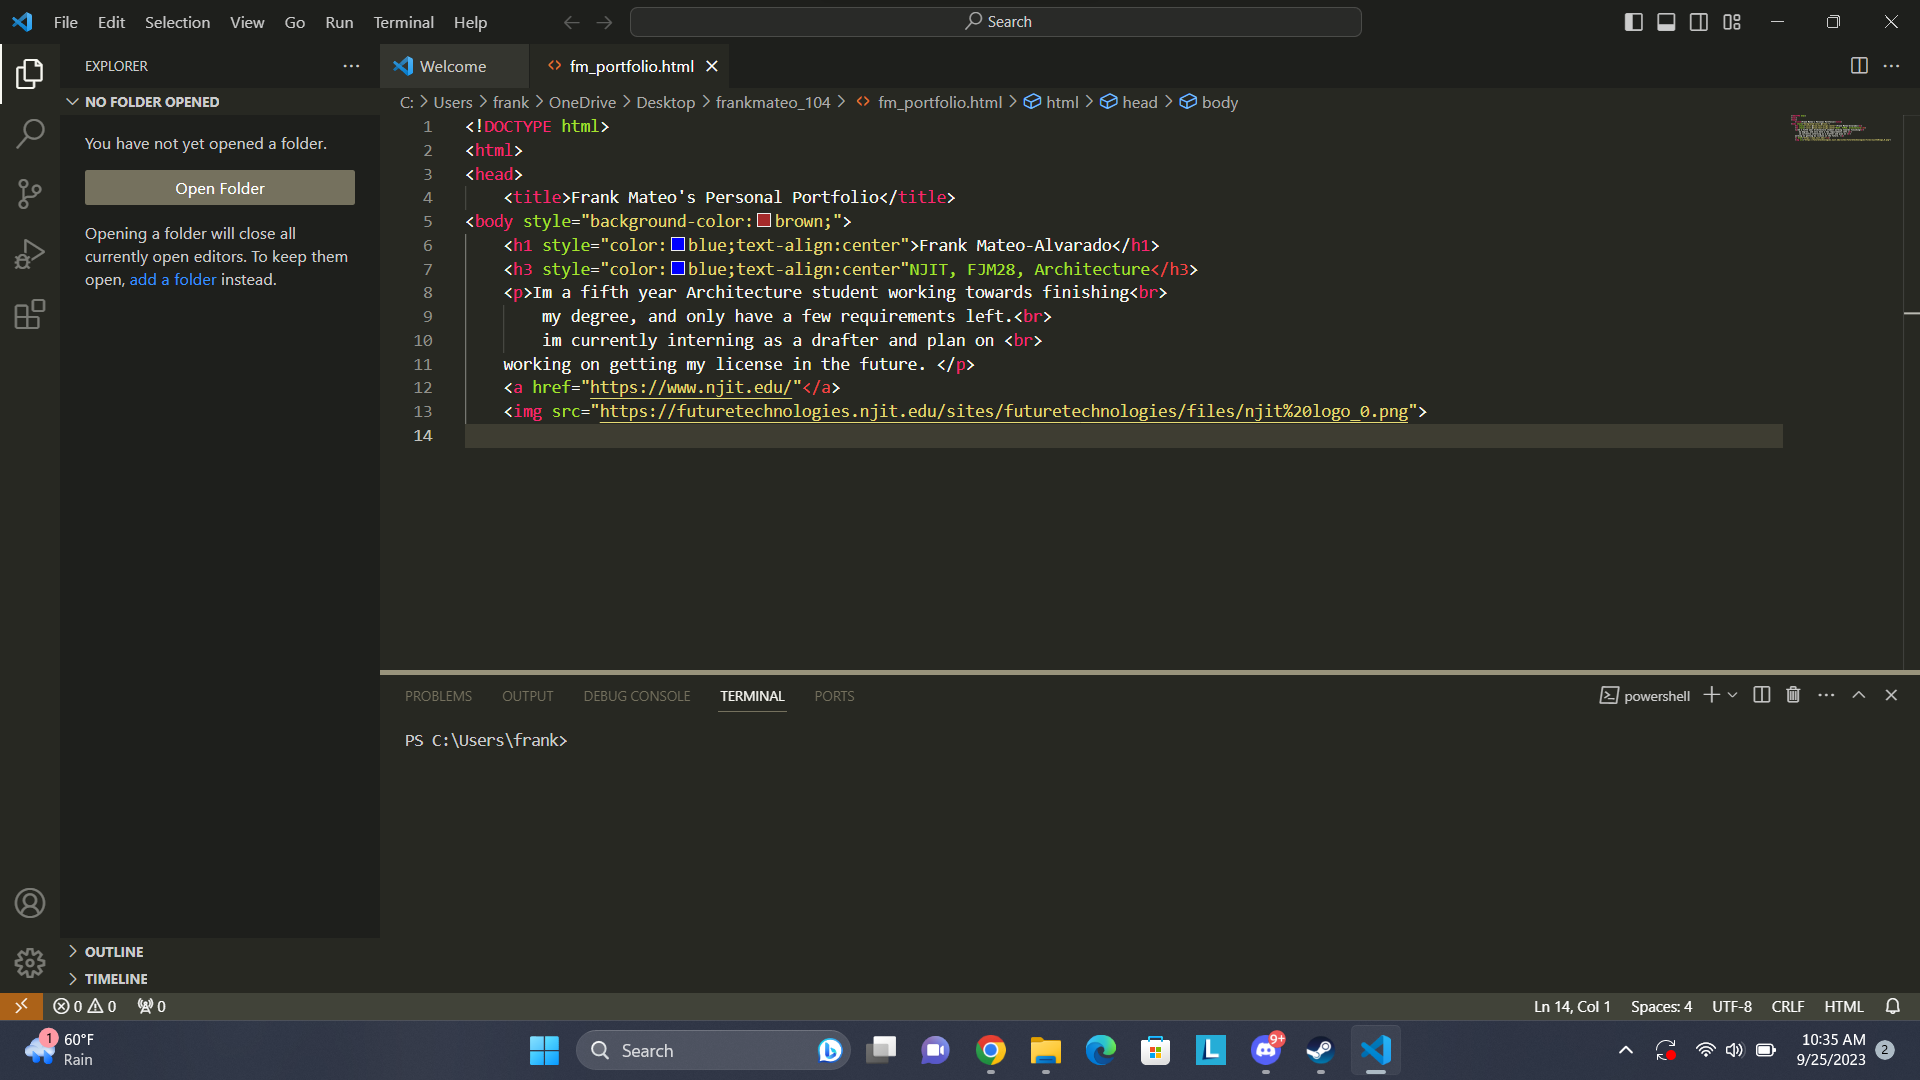 File Edit Selection View Go Run Terminal Help
Search
EXPLORER
Welcome
fm_portfolio.html
NO FOLDER OPENED
C: > Users > frank > OneDrive > Desktop > frankmateo_104 > fm_portfolio.html > html > head > body
You have not yet opened a folder.
Open Folder
Opening a folder will close all
currently open editors. To keep them
open, add a folder instead.
1 <!DOCTYPE html>
2 <html>
3 <head>
4 <title>Frank Mateo's Personal Portfolio</title>
5 <body style="background-color:brown;">
6 <h1 style="color:blue;text-align:center">Frank Mateo-Alvarado</h1>
7 <h3 style="color:blue;text-align:center"NJIT, FJM28, Architecture</h3>
8 <p>Im a fifth year Architecture student working towards finishing<br>
9 my degree, and only have a few requirements left.<br>
10 im currently interning as a drafter and plan on <br>
11 working on getting my license in the future. </p>
12 <a href="https://www.njit.edu/"</a>
13 <img src="https://futuretechnologies.njit.edu/sites/futuretechnologies/files/njit%20logo_0.png">
14
PROBLEMS OUTPUT DEBUG CONSOLE TERMINAL PORTS
powershell
PS C:\Users\frank>
OUTLINE
TIMELINE
0 0 0
Ln 14, Col 1 Spaces: 4 UTF-8 CRLF HTML
1
60°F
Rain
Search
L
9+
10:35 AM
9/25/2023
2